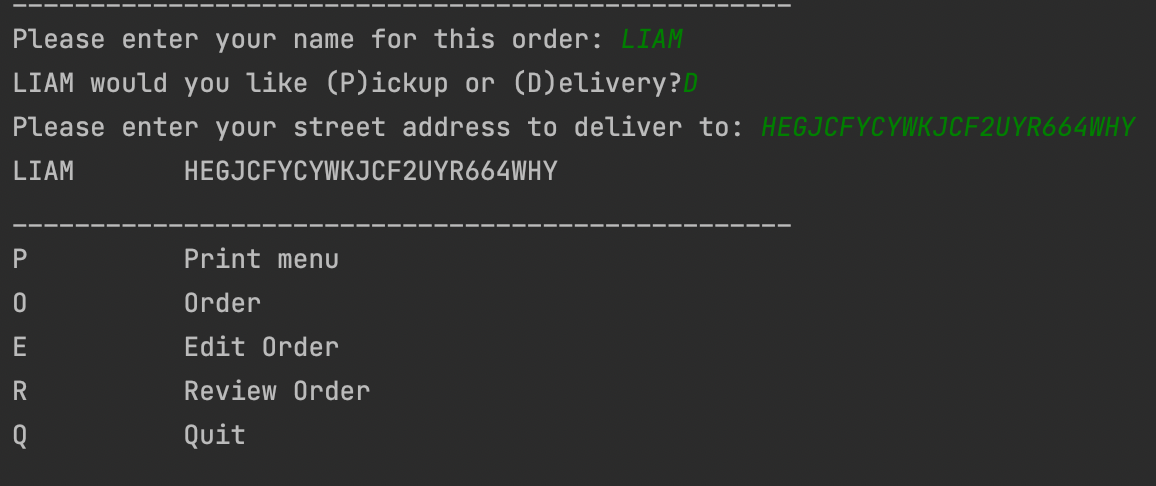 --------------------------------------------------
Please enter your name for this order: LIAM
LIAM would you like (P)ickup or (D)elivery?D
Please enter your street address to deliver to: HEGJCFYCYWKJCF2UYR664WHY
LIAM       HEGJCFYCYWKJCF2UYR664WHY
--------------------------------------------------
P          Print menu
O          Order
E          Edit Order
R          Review Order
Q          Quit